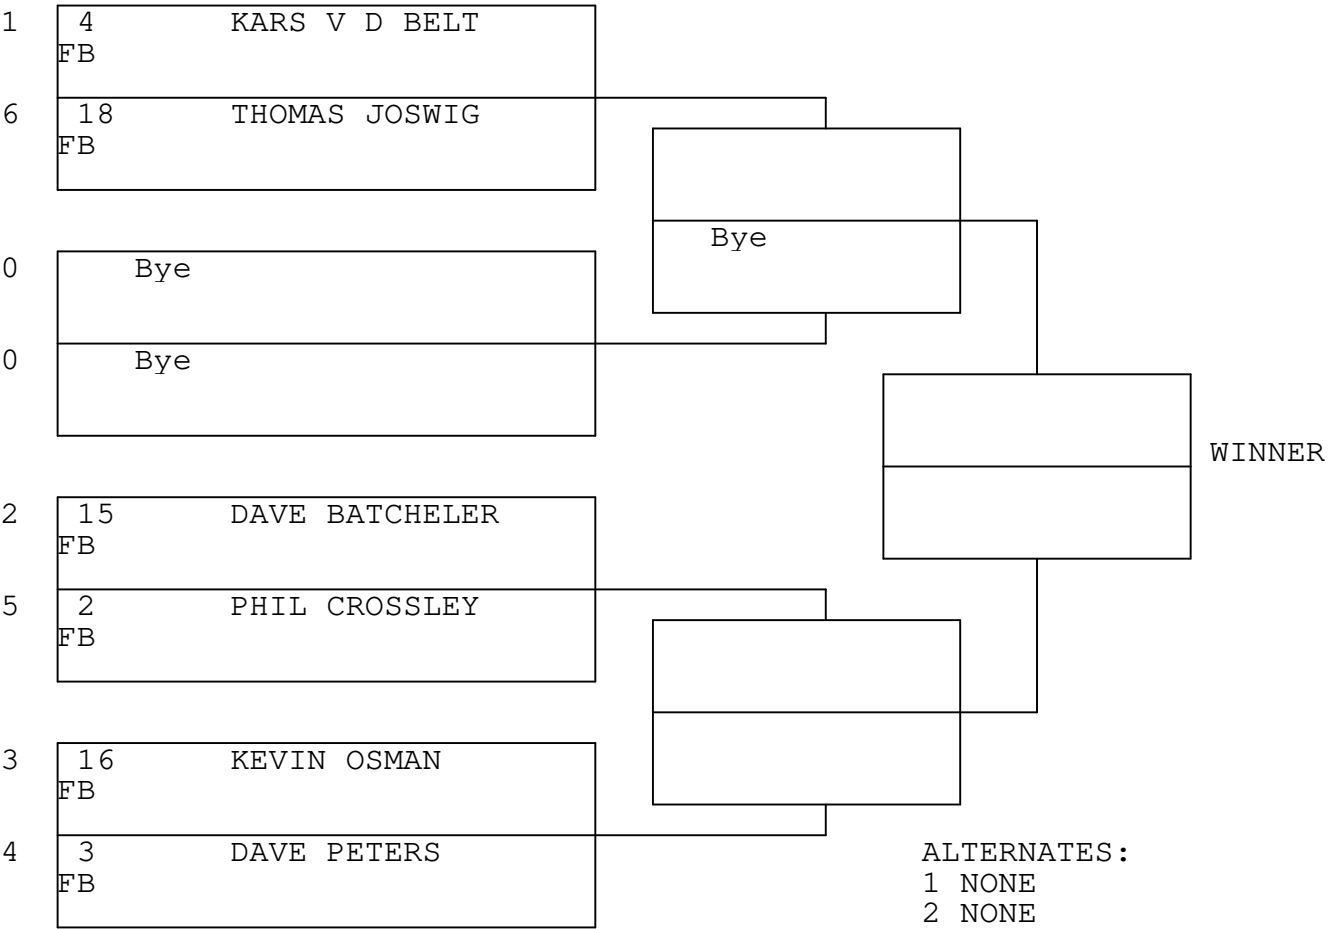 1 4 KARS V D BELT
FB
6 18 THOMAS JOSWIG
FB
Bye
0 Bye
0 Bye
WINNER
2 15 DAVE BATCHELER
FB
5 2 PHIL CROSSLEY
FB
3 16 KEVIN OSMAN
FB
4 3 DAVE PETERS
FB
ALTERNATES:
1 NONE
2 NONE